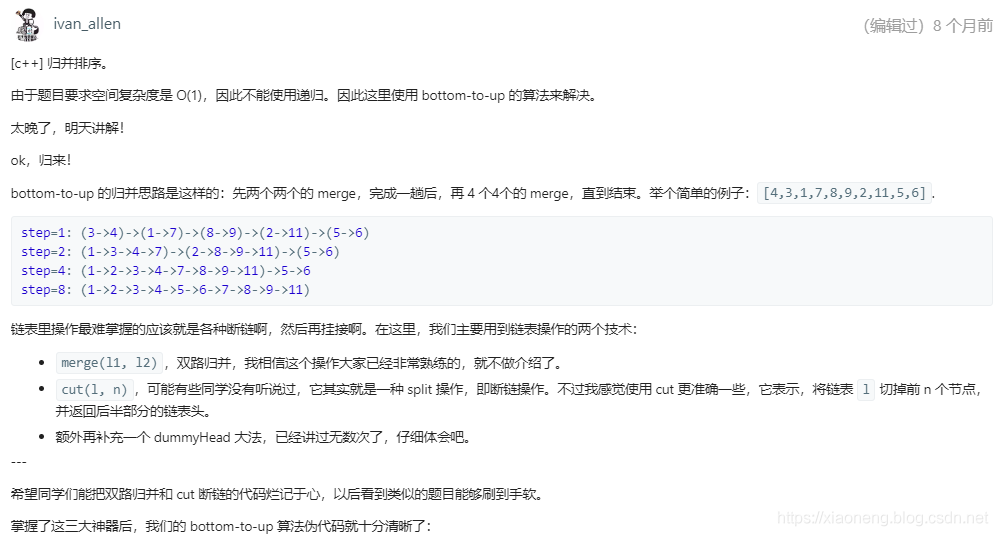 ivan_allen
（编辑过）8 个月前
[c++] 归并排序。
由于题目要求空间复杂度是 O(1)，因此不能使用递归。因此这里使用 bottom-to-up 的算法来解决。
太晚了，明天讲解！
ok，归来！
bottom-to-up 的归并思路是这样的：先两个两个的 merge，完成一趟后，再 4 个4个的 merge，直到结束。举个简单的例子：[4,3,1,7,8,9,2,11,5,6].
step=1: (3->4)->(1->7)->(8->9)->(2->11)->(5->6)
step=2: (1->3->4->7)->(2->8->9->11)->(5->6)
step=4: (1->2->3->4->7->8->9->11)->5->6
step=8: (1->2->3->4->5->6->7->8->9->11)
链表里操作最难掌握的应该就是各种断链啊，然后再挂接啊。在这里，我们主要用到链表操作的两个技术：
• merge(l1, l2)，双路归并，我相信这个操作大家已经非常熟练的，就不做介绍了。
• cut(l, n)，可能有些同学没有听说过，它其实就是一种 split 操作，即断链操作。不过我感觉使用 cut 更准确一些，它表示，将链表 l 切掉前 n 个节点，
并返回后半部分的链表头。
• 额外再补充一个 dummyHead 大法，已经讲过无数次了，仔细体会吧。
---
希望同学们能把双路归并和 cut 断链的代码烂记于心，以后看到类似的题目能够刷到手软。
掌握了这三大神器后，我们的 bottom-to-up 算法伪代码就十分清晰了：
https://xiaoneng.blog.csdn.net